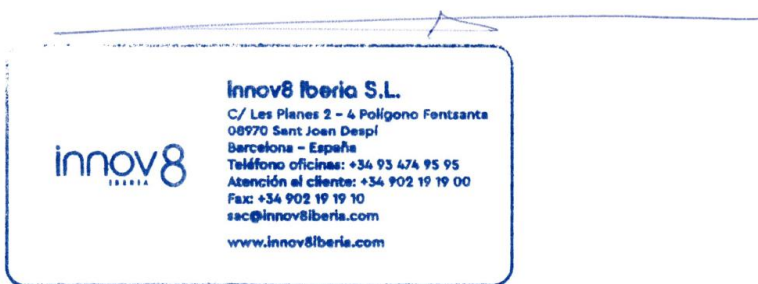 innov8
IBERIA
innov8 Iberia S.L.
C/ Les Planes 2 - 4 Polígono Fontsanta
08970 Sant Joan Despí
Barcelona – España
Teléfono oficinas: +34 93 474 95 95
Atención al cliente: +34 902 19 19 00
Fax: +34 902 19 19 10
sac@innov8iberia.com
www.innov8iberia.com